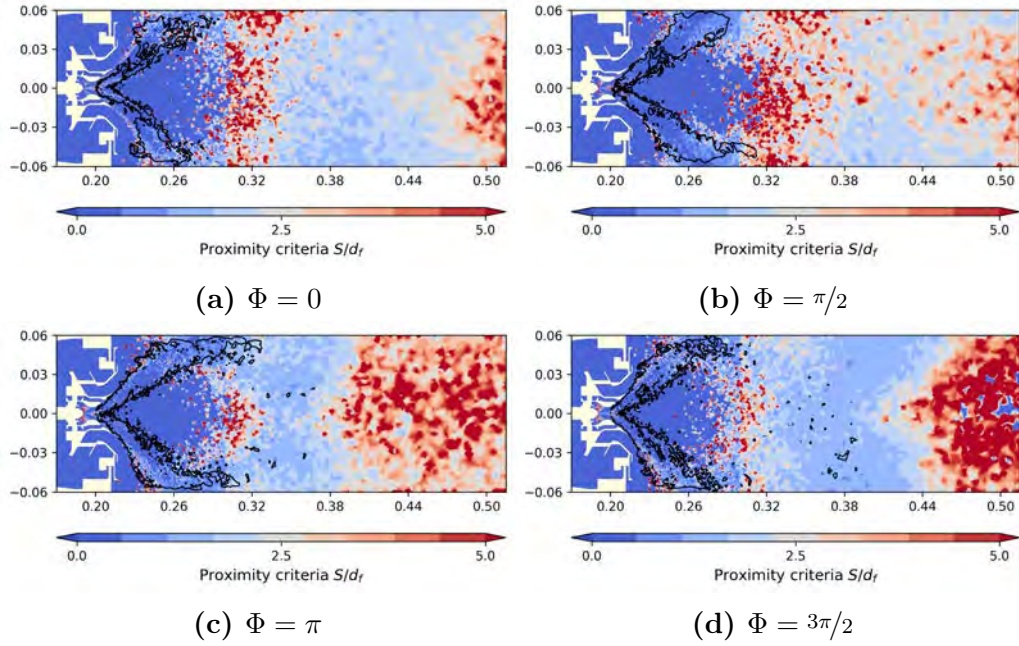 0.06 0.06
0.03 0.03
0.00 0.00
−0.03 −0.03
−0.06 −0.06
0.20 0.26 0.32 0.38 0.44 0.50 0.20 0.26 0.32 0.38 0.44 0.50
0.0 2.5 5.0 0.0 2.5 5.0
Proximity criteria S/d_f Proximity criteria S/d_f
(a) Φ = 0 (b) Φ = π/2
0.06 0.06
0.03 0.03
0.00 0.00
−0.03 −0.03
−0.06 −0.06
0.20 0.26 0.32 0.38 0.44 0.50 0.20 0.26 0.32 0.38 0.44 0.50
0.0 2.5 5.0 0.0 2.5 5.0
Proximity criteria S/d_f Proximity criteria S/d_f
(c) Φ = π (d) Φ = 3π/2